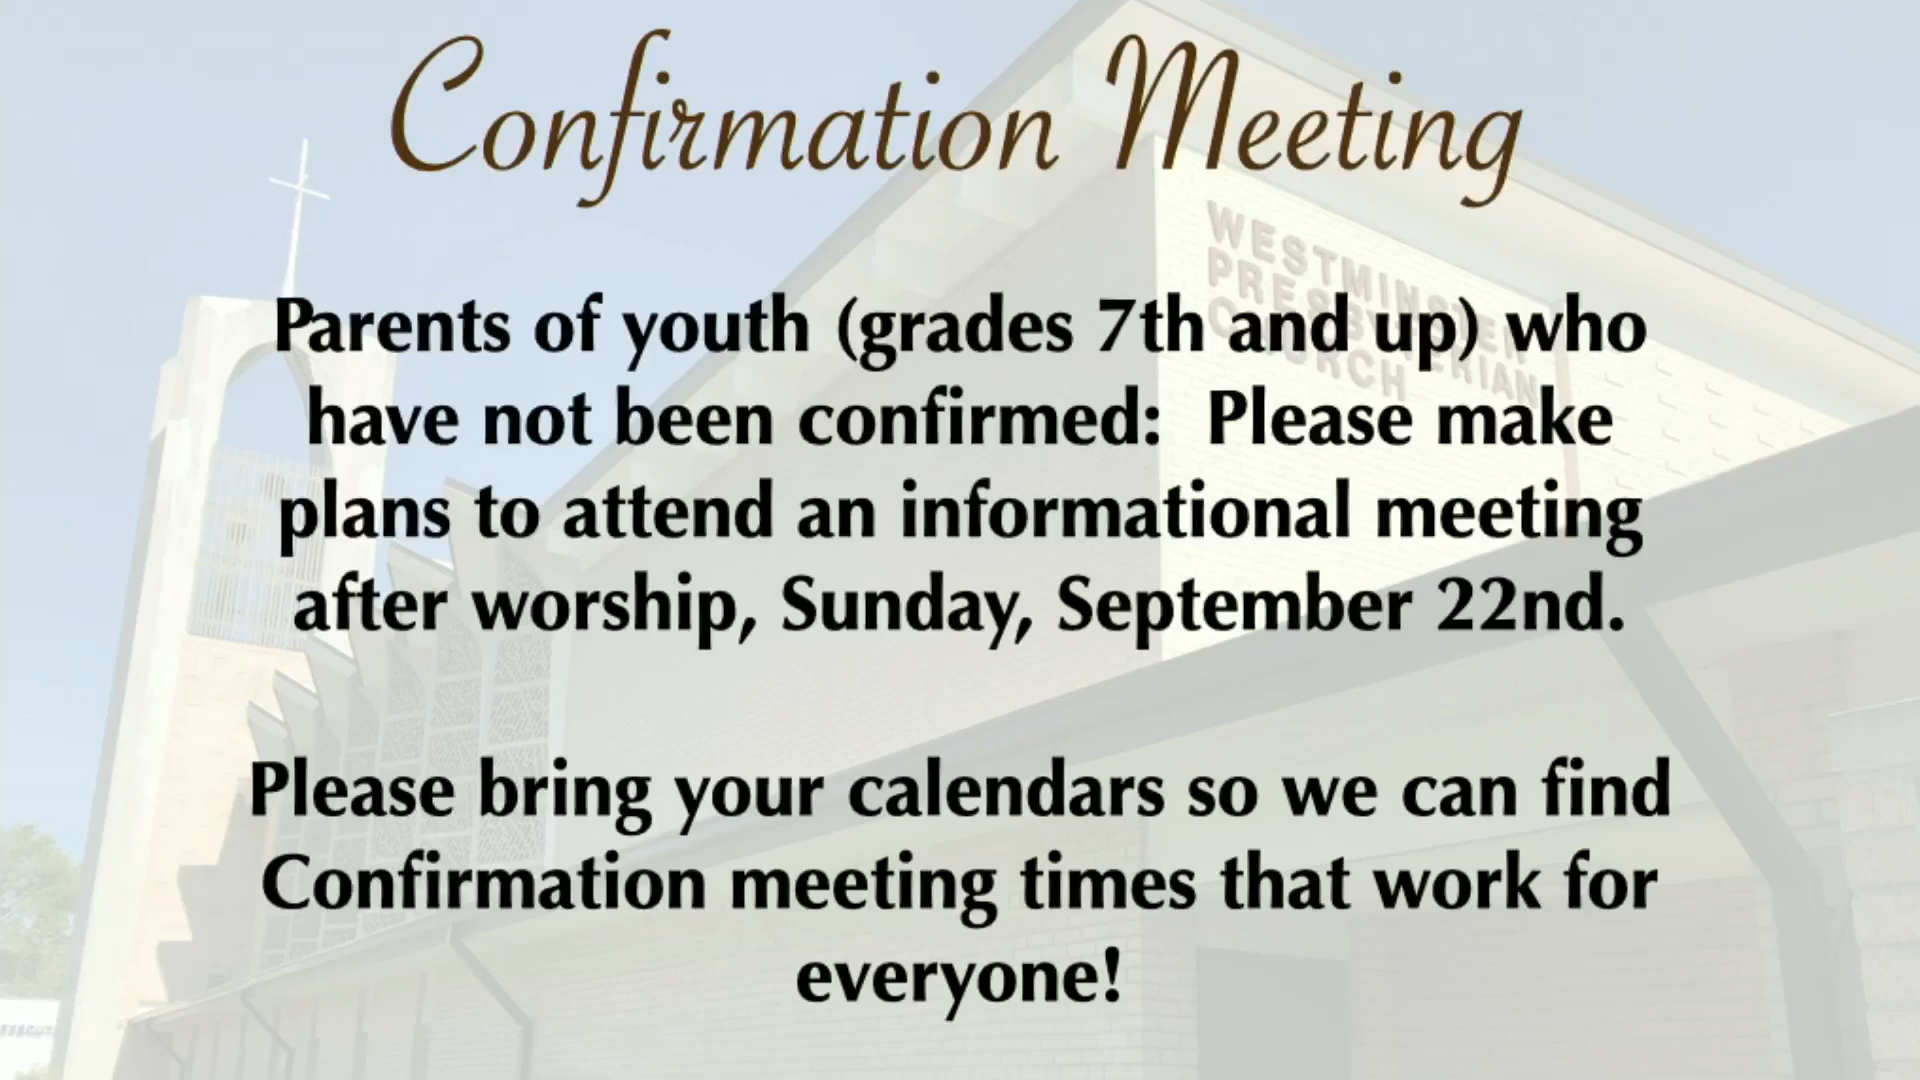 Confirmation Meeting
WESTMINSTER
PRESBYTERIAN
CHURCH
Parents of youth (grades 7th and up) who
have not been confirmed:  Please make
plans to attend an informational meeting
after worship, Sunday, September 22nd.
Please bring your calendars so we can find
Confirmation meeting times that work for
everyone!